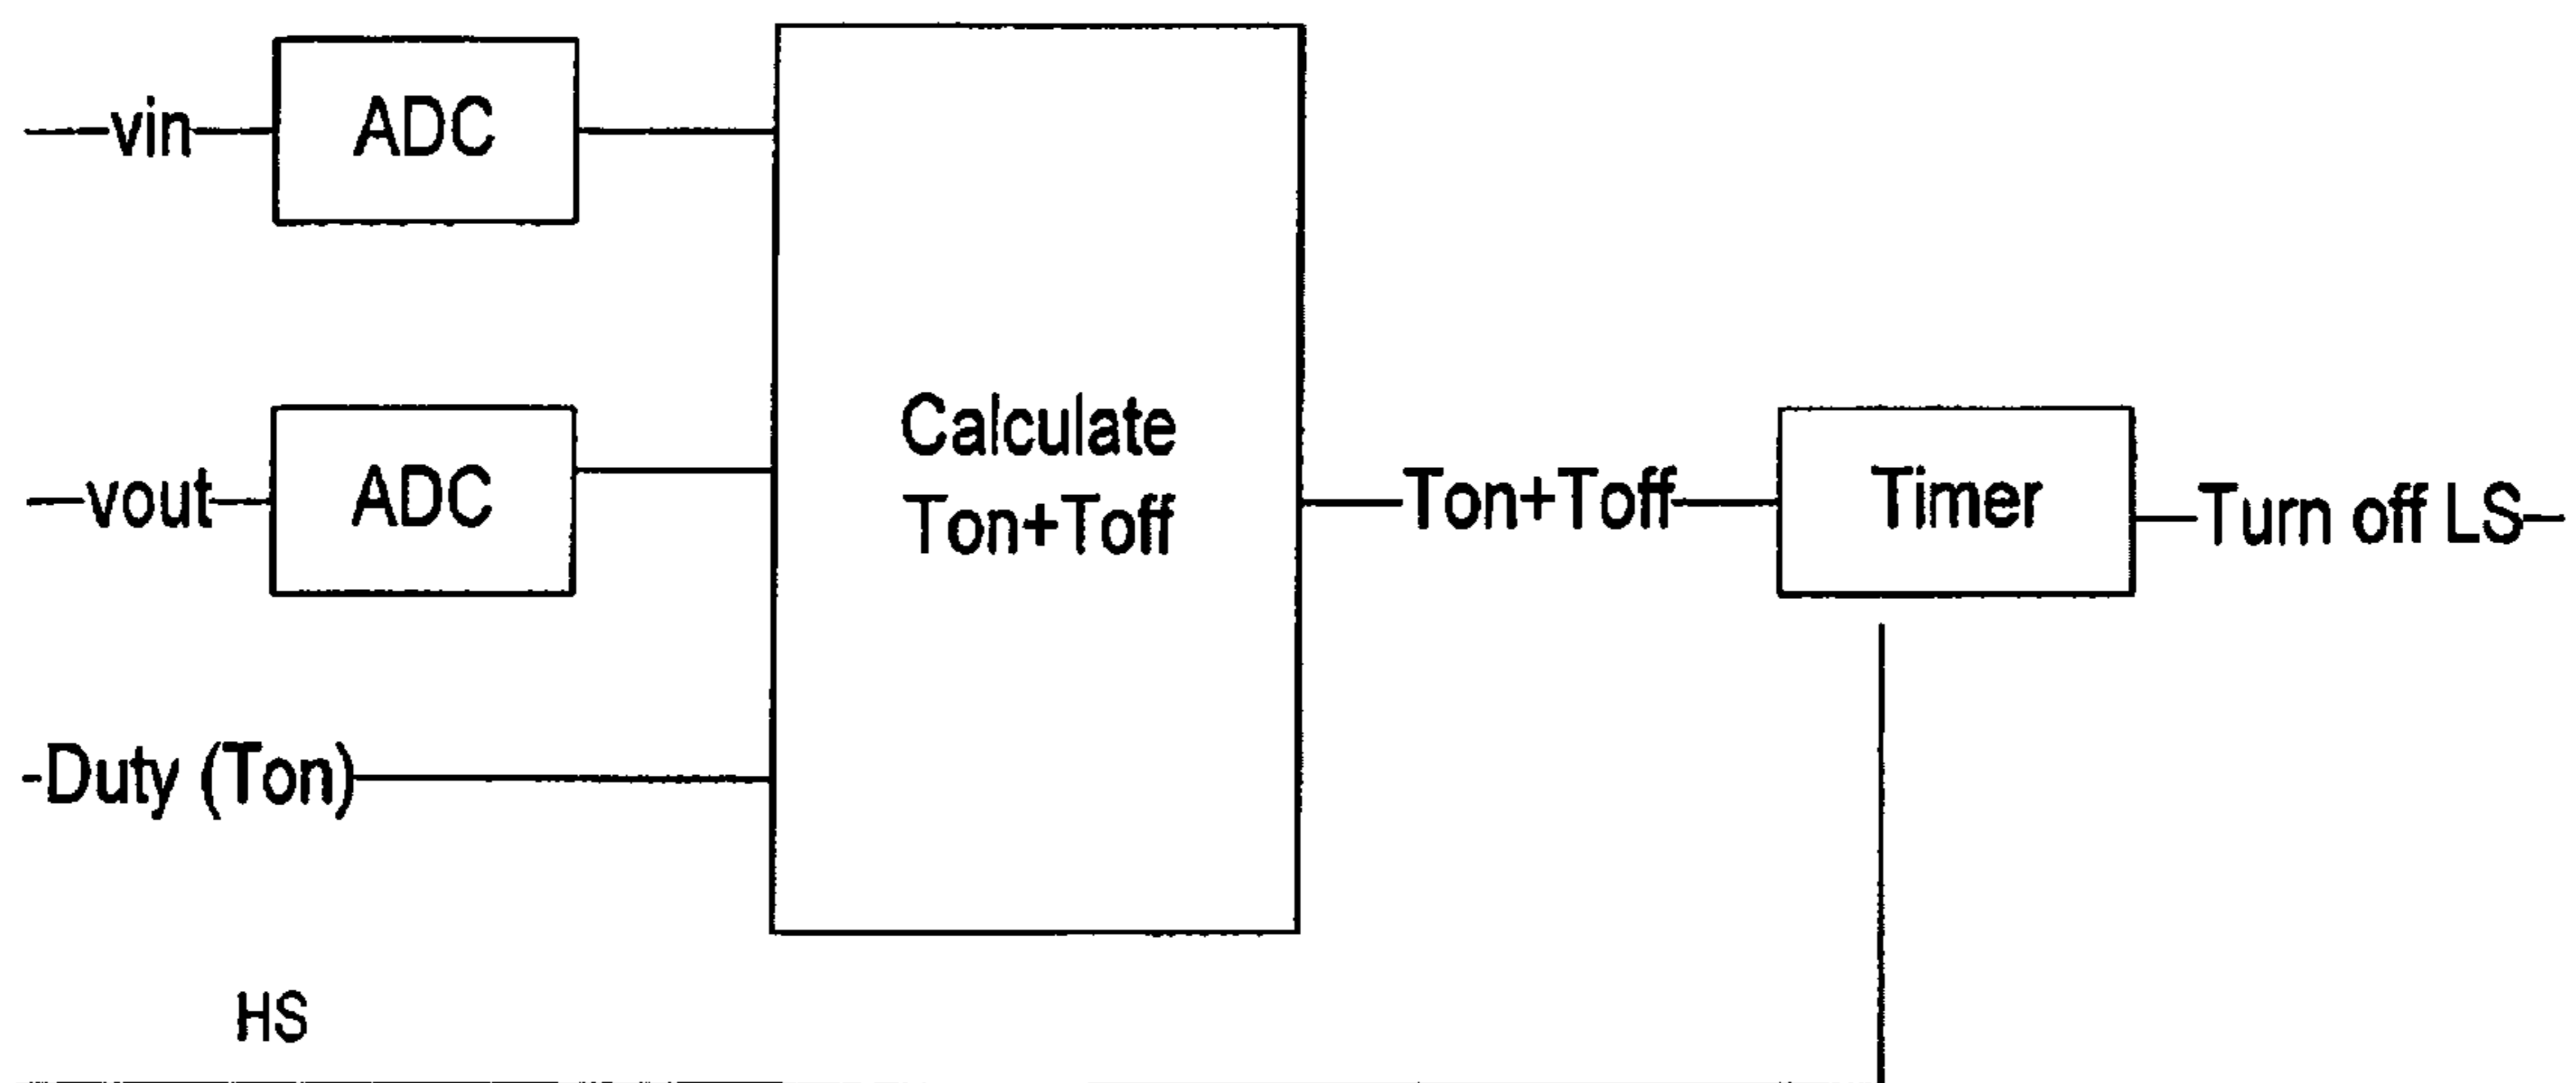 vin
ADC
vout
ADC
Duty (Ton)
HS
Calculate
Ton+Toff
Ton+Toff
Timer
Turn off LS